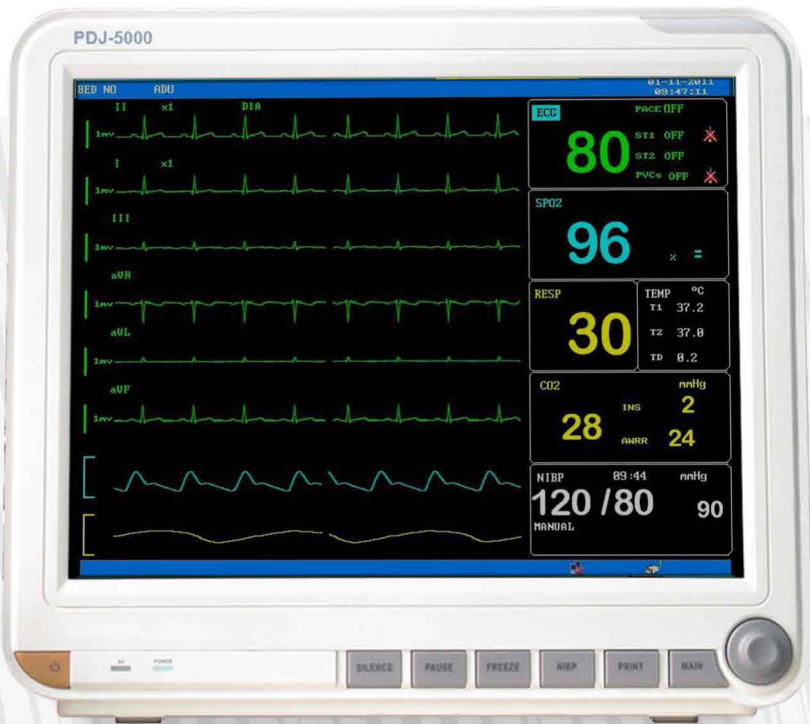 PDJ-5000
BED NO ADU 01-11-2011
09:47:11
II x1 DIA
1mv
I x1
1mv
III
1mv
aVR
1mv
aVL
1mv
aVF
1mv
ECG PACE OFF
80
ST1 OFF
ST2 OFF
PVCs OFF
SPO2
96
% =
RESP
30
TEMP ºC
T1 37.2
T2 37.0
TD 0.2
CO2 mmHg
28
INS 2
AWRR 24
NIBP 09:44 mmHg
120 /80 90
MANUAL
AC POWER
SILENCE PAUSE FREEZE NIBP PRINT MAIN